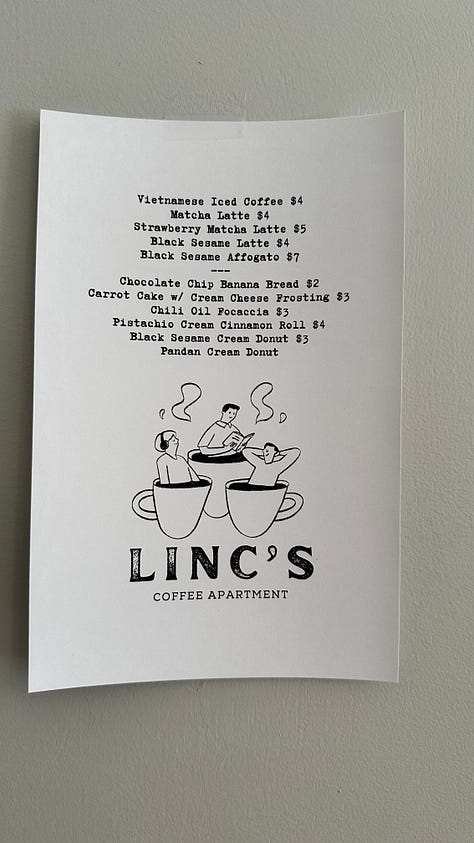 Vietnamese Iced Coffee $4
Matcha Latte $4
Strawberry Matcha Latte $5
Black Sesame Latte $4
Black Sesame Affogato $7
---
Chocolate Chip Banana Bread $2
Carrot Cake w/ Cream Cheese Frosting $3
Chili Oil Focaccia $3
Pistachio Cream Cinnamon Roll $4
Black Sesame Cream Donut $3
Pandan Cream Donut
LINC'S
COFFEE APARTMENT